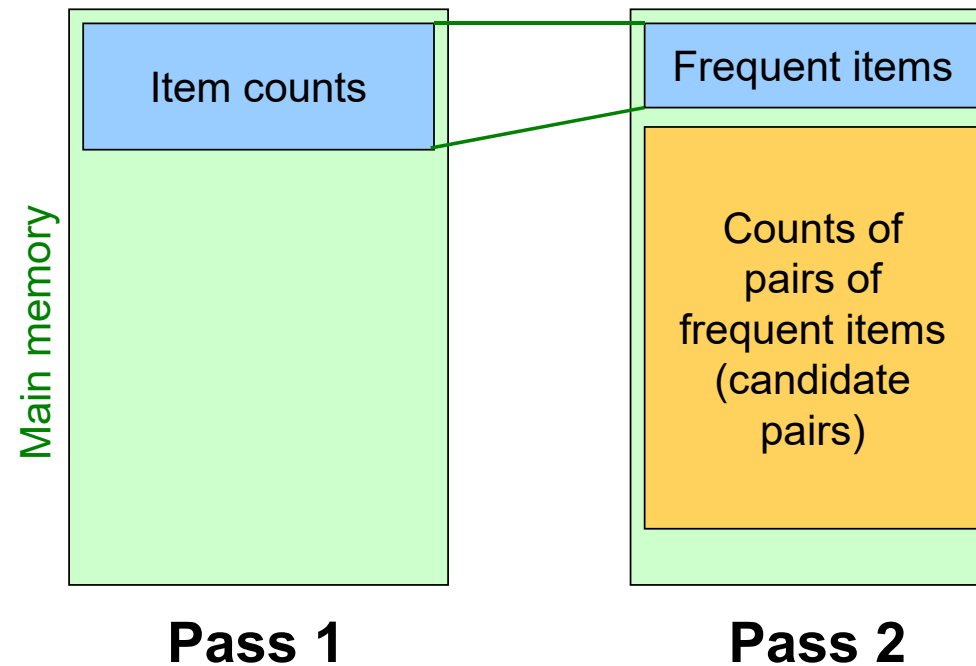 Main memory
Item counts
Frequent items
Counts of
pairs of
frequent items
(candidate
pairs)
Pass 1
Pass 2